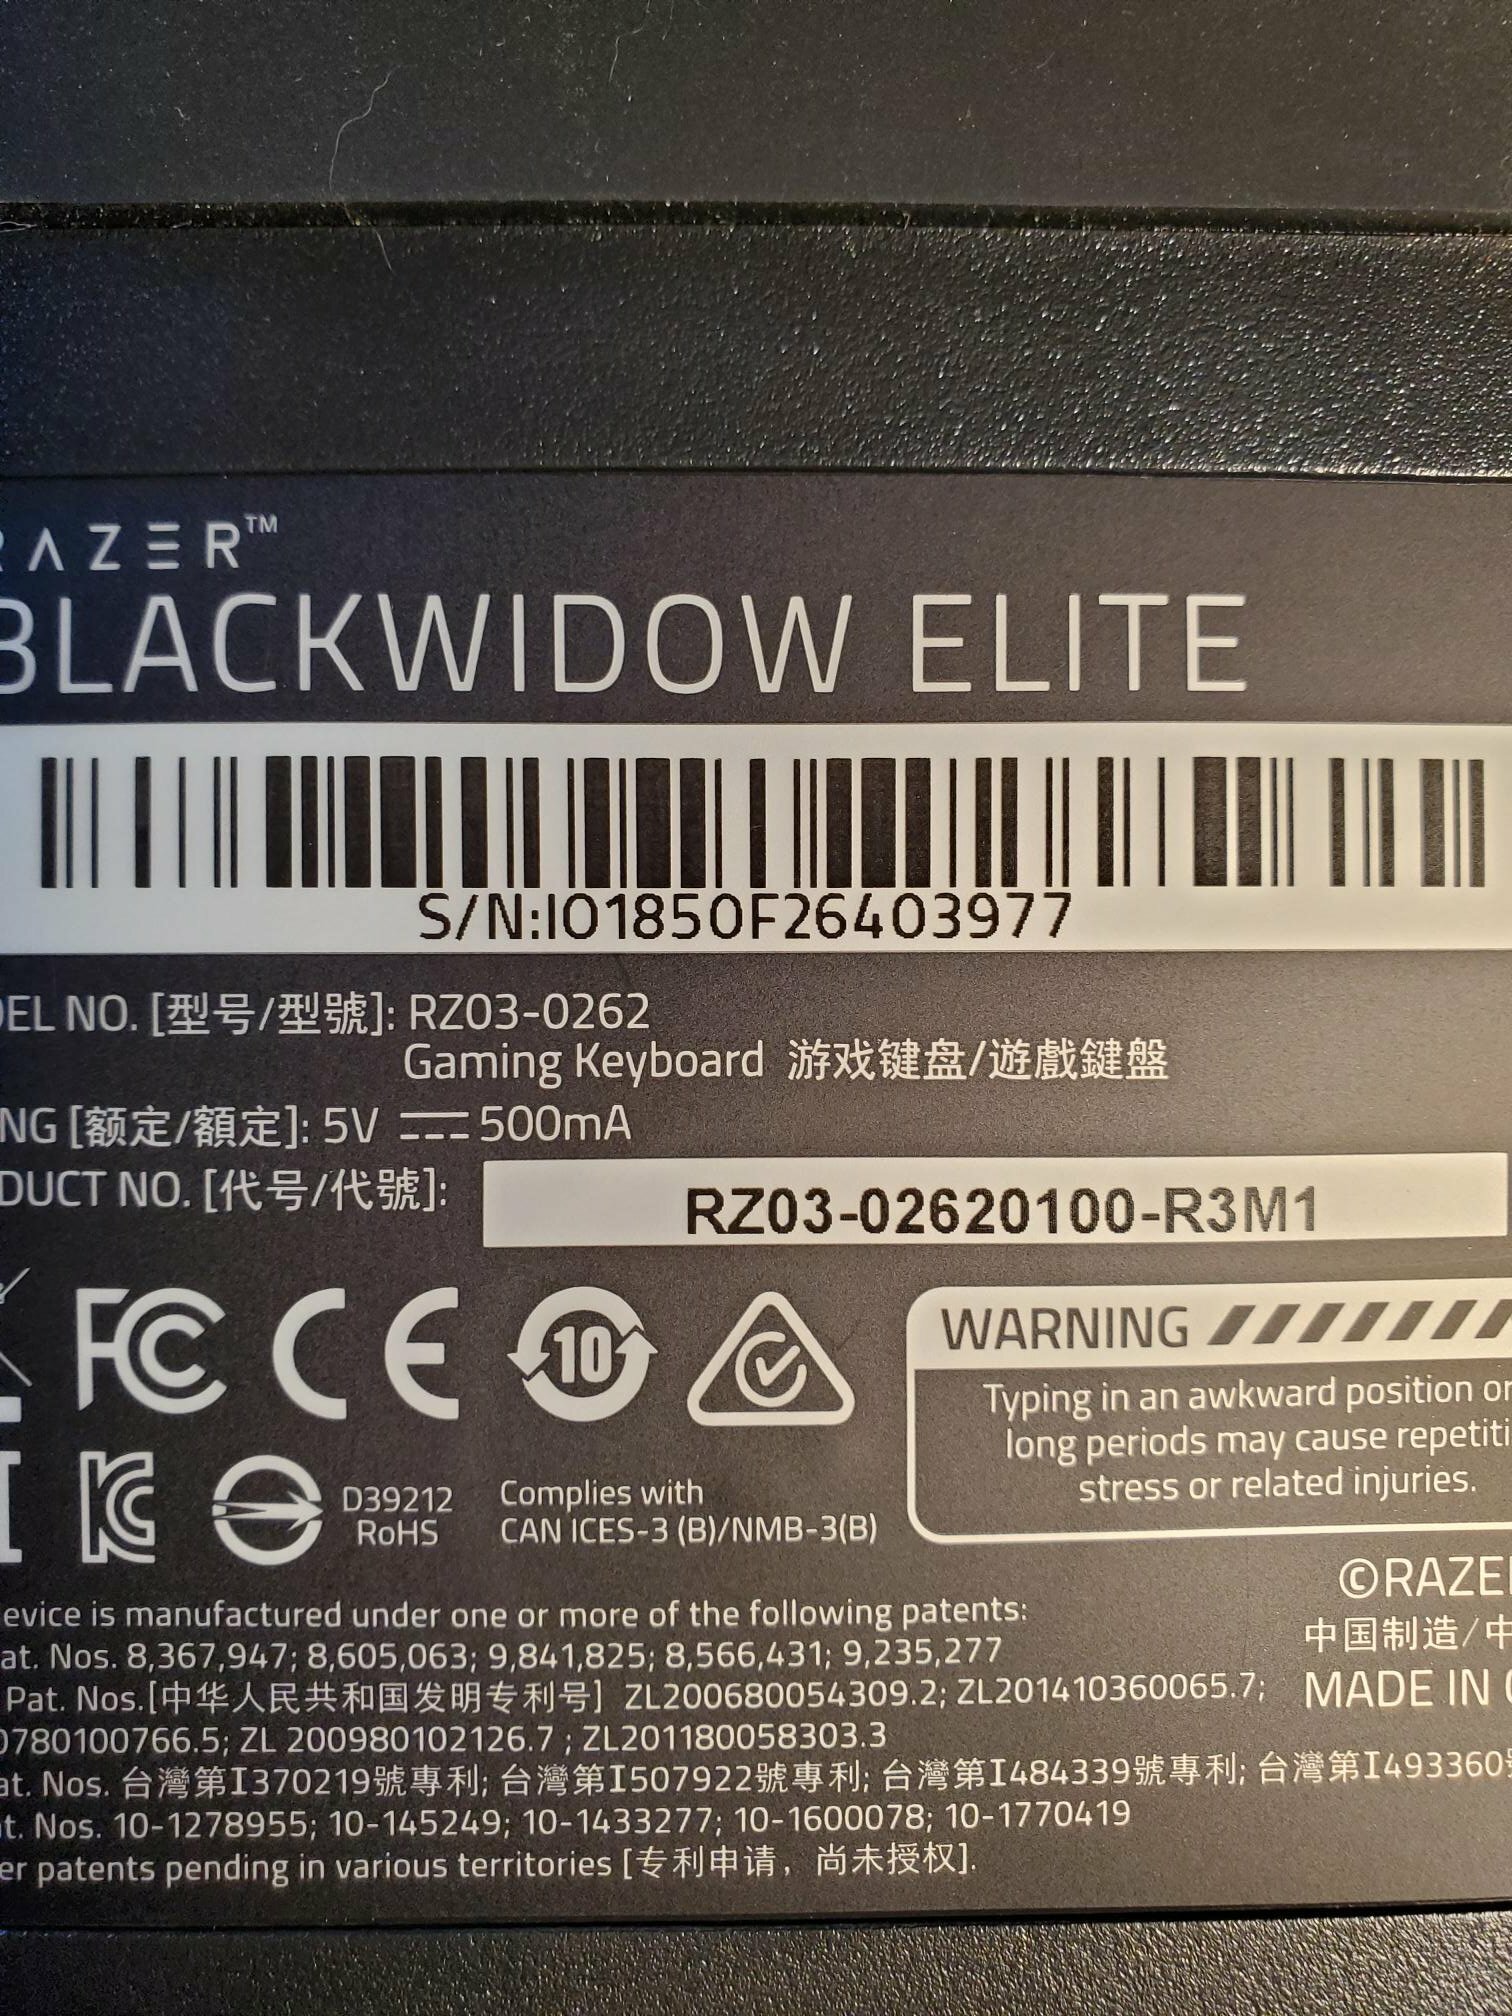 RAZER™
BLACKWIDOW ELITE
S/N:IO1850F26403977
DEL NO. [型号/型號]: RZ03-0262
Gaming Keyboard 游戏键盘/遊戲鍵盤
NG [额定/額定]: 5V 500mA
DUCT NO. [代号/代號]:
RZ03-02620100-R3M1
FC CE 10
WARNING
Typing in an awkward position or
long periods may cause repetiti
stress or related injuries.
D39212
RoHS
Complies with
CAN ICES-3 (B)/NMB-3(B)
©RAZER
中国制造/中
MADE IN
evice is manufactured under one or more of the following patents:
at. Nos. 8,367,947; 8,605,063; 9,841,825; 8,566,431; 9,235,277
Pat. Nos.[中华人民共和国发明专利号] ZL200680054309.2; ZL201410360065.7;
0780100766.5; ZL 200980102126.7 ; ZL201180058303.3
at. Nos. 台灣第I370219號專利; 台灣第I507922號專利; 台灣第I484339號專利; 台灣第I493360號
t. Nos. 10-1278955; 10-145249; 10-1433277; 10-1600078; 10-1770419
er patents pending in various territories [专利申请，尚未授权].